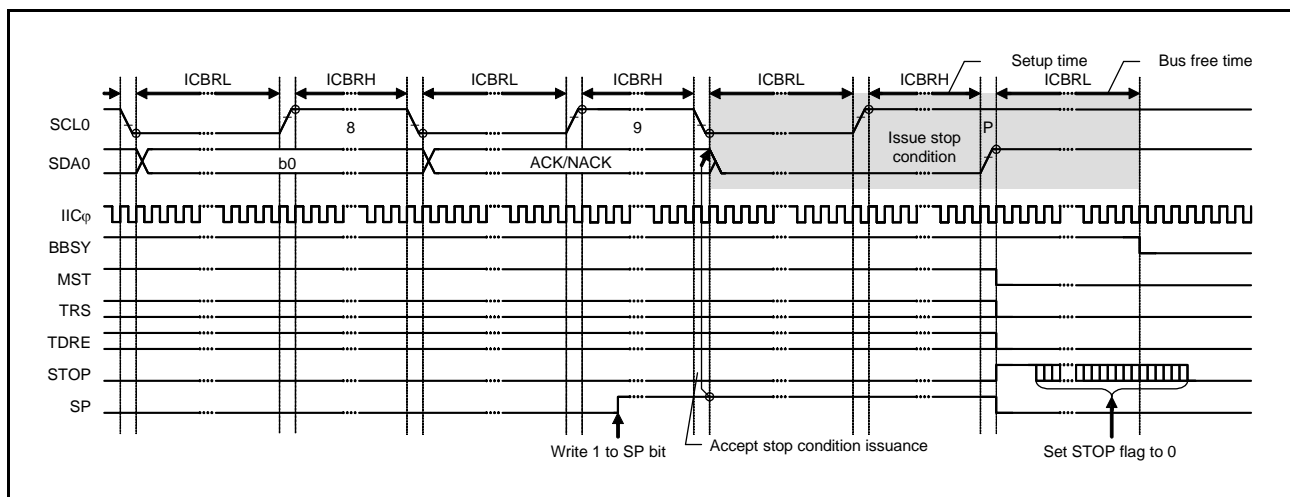 Setup time
Bus free time
ICBRL ICBRH ICBRL ICBRH ICBRL ICBRH ICBRL
SCL0
8 9 P
Issue stop
condition
SDA0
b0 ACK/NACK
IICφ
BBSY
MST
TRS
TDRE
STOP
SP
Write 1 to SP bit
Accept stop condition issuance
Set STOP flag to 0